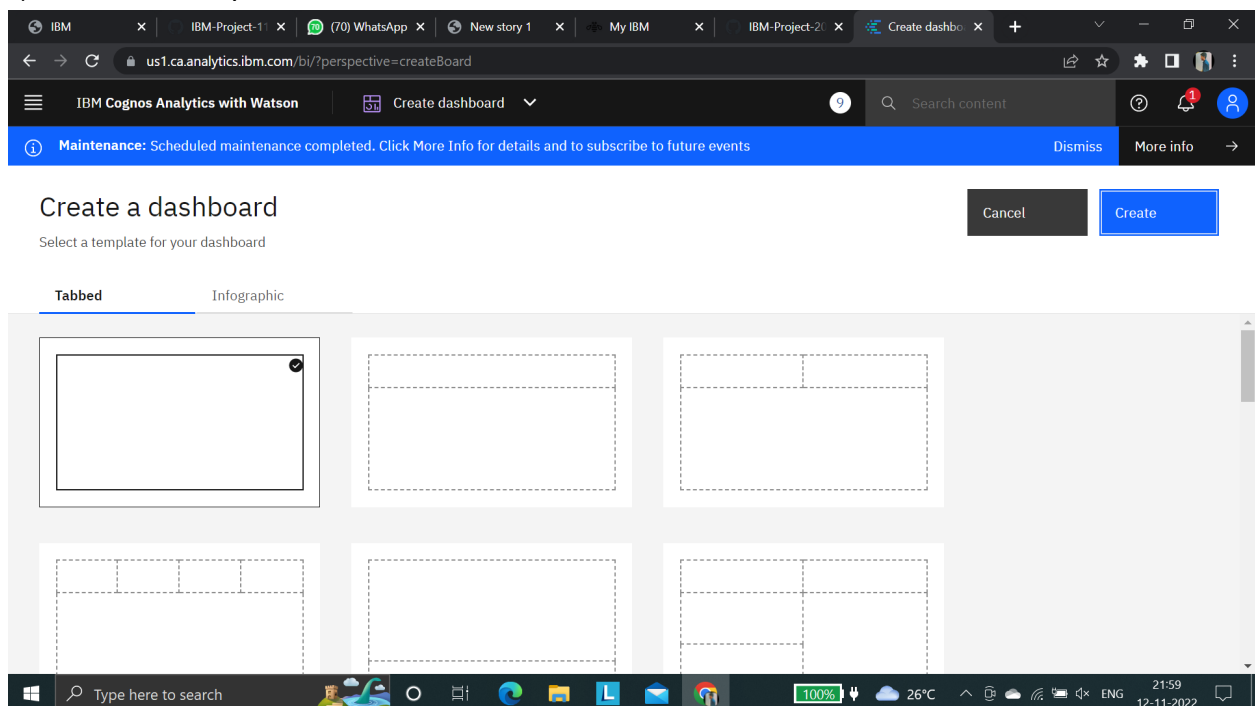 IBM
IBM-Project-11
(70) WhatsApp
New story 1
My IBM
IBM-Project-20
Create dashbo
us1.ca.analytics.ibm.com/bi/?perspective=createBoard
IBM Cognos Analytics with Watson
Create dashboard
9
Search content
1
Maintenance: Scheduled maintenance completed. Click More Info for details and to subscribe to future events
Dismiss
More info
Create a dashboard
Cancel
Create
Select a template for your dashboard
Tabbed
Infographic
Type here to search
L
100%
26°C
ENG
21:59
12-11-2022